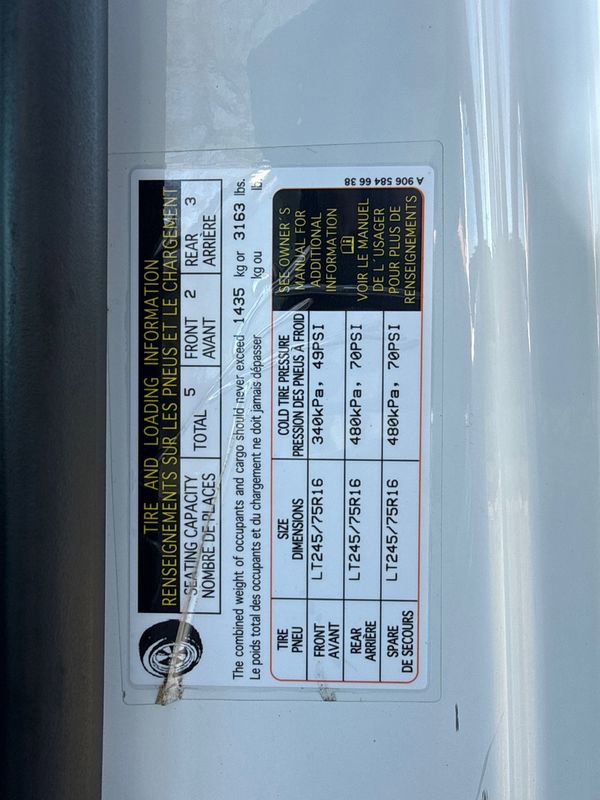 TIRE AND LOADING INFORMATION
RENSEIGNEMENTS SUR LES PNEUS ET LE CHARGEMENT
SEATING CAPACITY TOTAL 5 FRONT 2 REAR 3
NOMBRE DE PLACES AVANT ARRIÈRE
The combined weight of occupants and cargo should never exceed 1435 kg or 3163 lbs.
Le poids total des occupants et du chargement ne doit jamais dépasser kg ou lb.
TIRE SIZE COLD TIRE PRESSURE
PNEU DIMENSIONS PRESSION DES PNEUS À FROID
FRONT LT245/75R16 340kPa, 49PSI
AVANT
REAR LT245/75R16 480kPa, 70PSI
ARRIÈRE
SPARE LT245/75R16 480kPa, 70PSI
DE SECOURS
SEE OWNER'S
MANUAL FOR
ADDITIONAL
INFORMATION
VOIR LE MANUEL
DE L'USAGER
POUR PLUS DE
RENSEIGNEMENTS
A 906 584 66 38